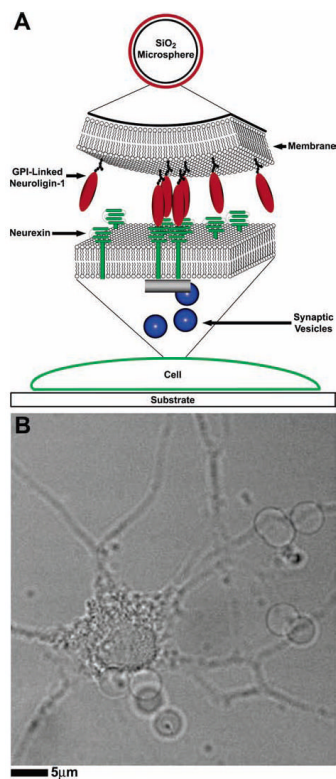 A
SiO2
Microsphere
Membrane
GPI-Linked
Neuroligin-1
Neurexin
Synaptic
Vesicles
Cell
Substrate
B
5µm